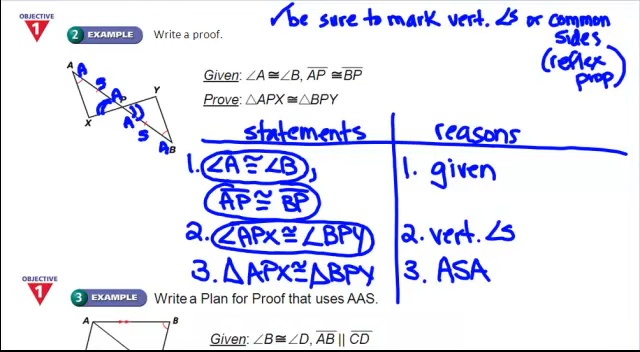 OBJECTIVE
1
✓ be sure to mark vert. ∠s or common
sides
(reflex
prop.)
2 EXAMPLE Write a proof.
Given: ∠A ≅ ∠B, AP ≅ BP
Prove: △APX ≅ △BPY
A A
S
A P Y
X A
S
A B
statements reasons
1. ∠A ≅ ∠B, 1. given
AP ≅ BP
2. ∠APX ≅ ∠BPY 2. vert. ∠s
3. △APX ≅ △BPY 3. ASA
OBJECTIVE
1
3 EXAMPLE Write a Plan for Proof that uses AAS.
A B
Given: ∠B ≅ ∠D, AB || CD